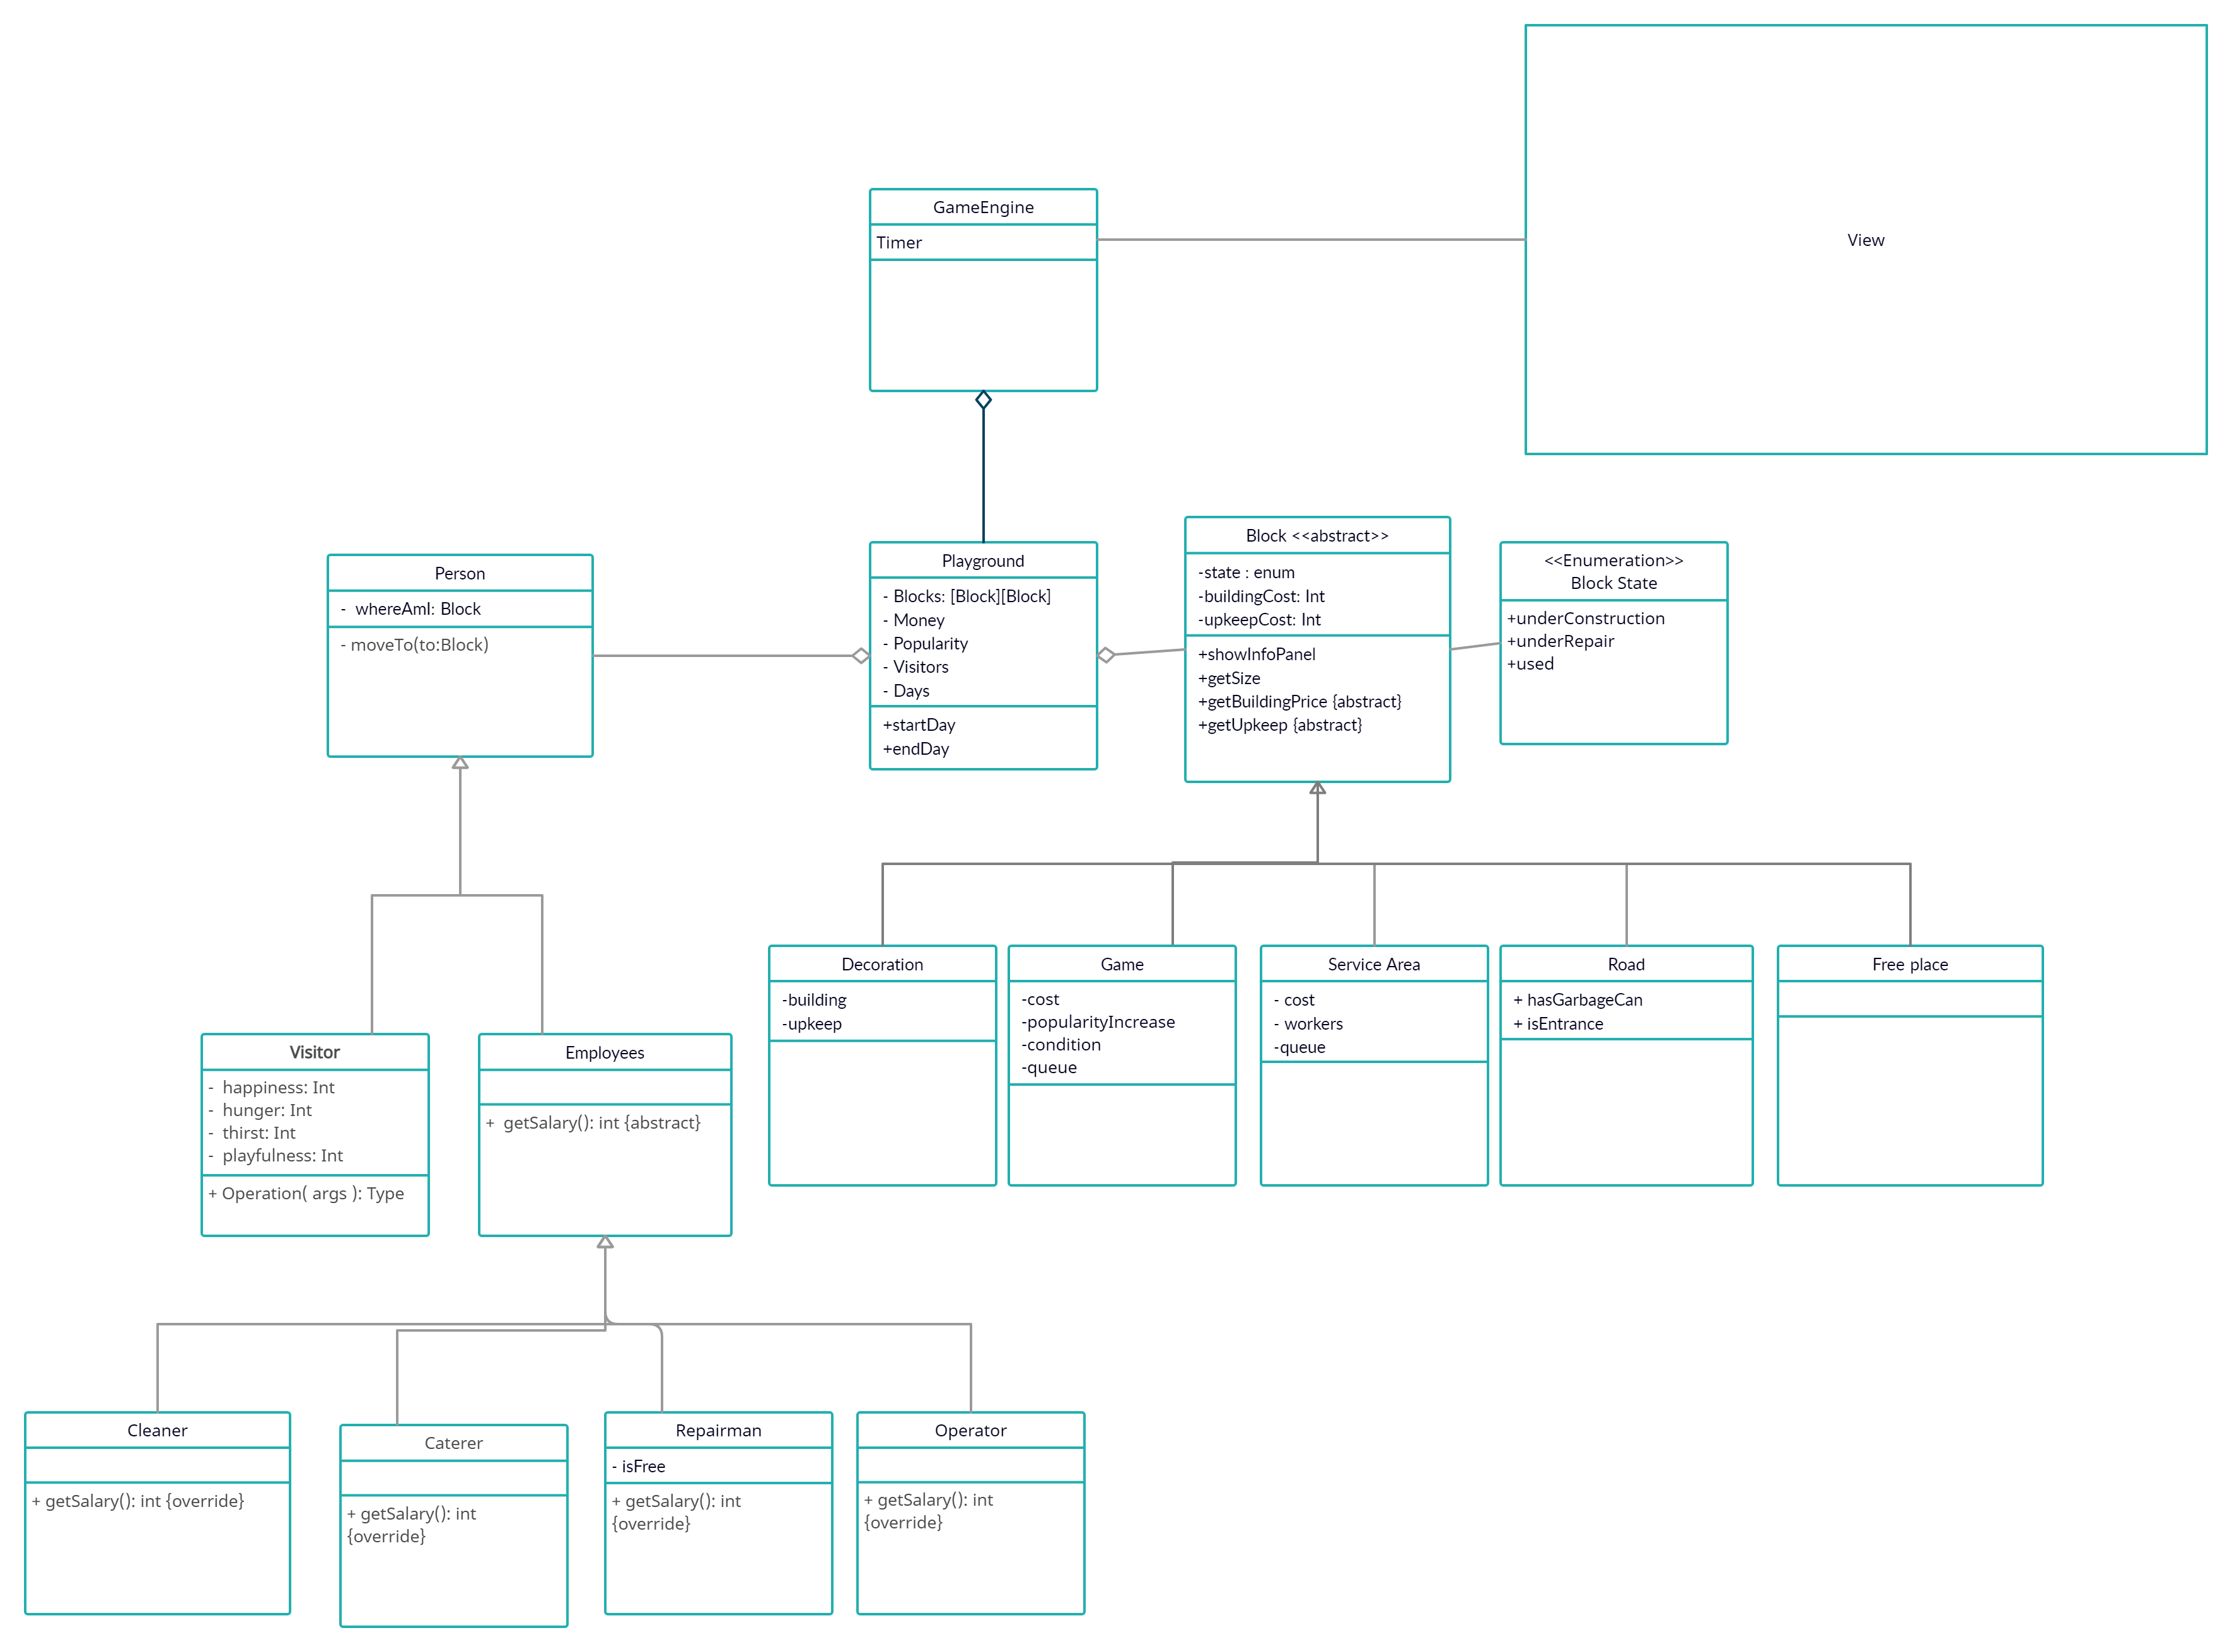 View
GameEngine
Timer
Person
-  whereAmI: Block
- moveTo(to:Block)
Playground
- Blocks: [Block][Block]
- Money
- Popularity
- Visitors
- Days
+startDay
+endDay
Block <<abstract>>
-state : enum
-buildingCost: Int
-upkeepCost: Int
+showInfoPanel
+getSize
+getBuildingPrice {abstract}
+getUpkeep {abstract}
<<Enumeration>>
Block State
+underConstruction
+underRepair
+used
Decoration
-building
-upkeep
Game
-cost
-popularityIncrease
-condition
-queue
Service Area
- cost
- workers
-queue
Road
+ hasGarbageCan
+ isEntrance
Free place
Visitor
-  happiness: Int
-  hunger: Int
-  thirst: Int
-  playfulness: Int
+ Operation( args ): Type
Employees
+  getSalary(): int {abstract}
Cleaner
+ getSalary(): int {override}
Caterer
+ getSalary(): int
{override}
Repairman
- isFree
+ getSalary(): int
{override}
Operator
+ getSalary(): int
{override}